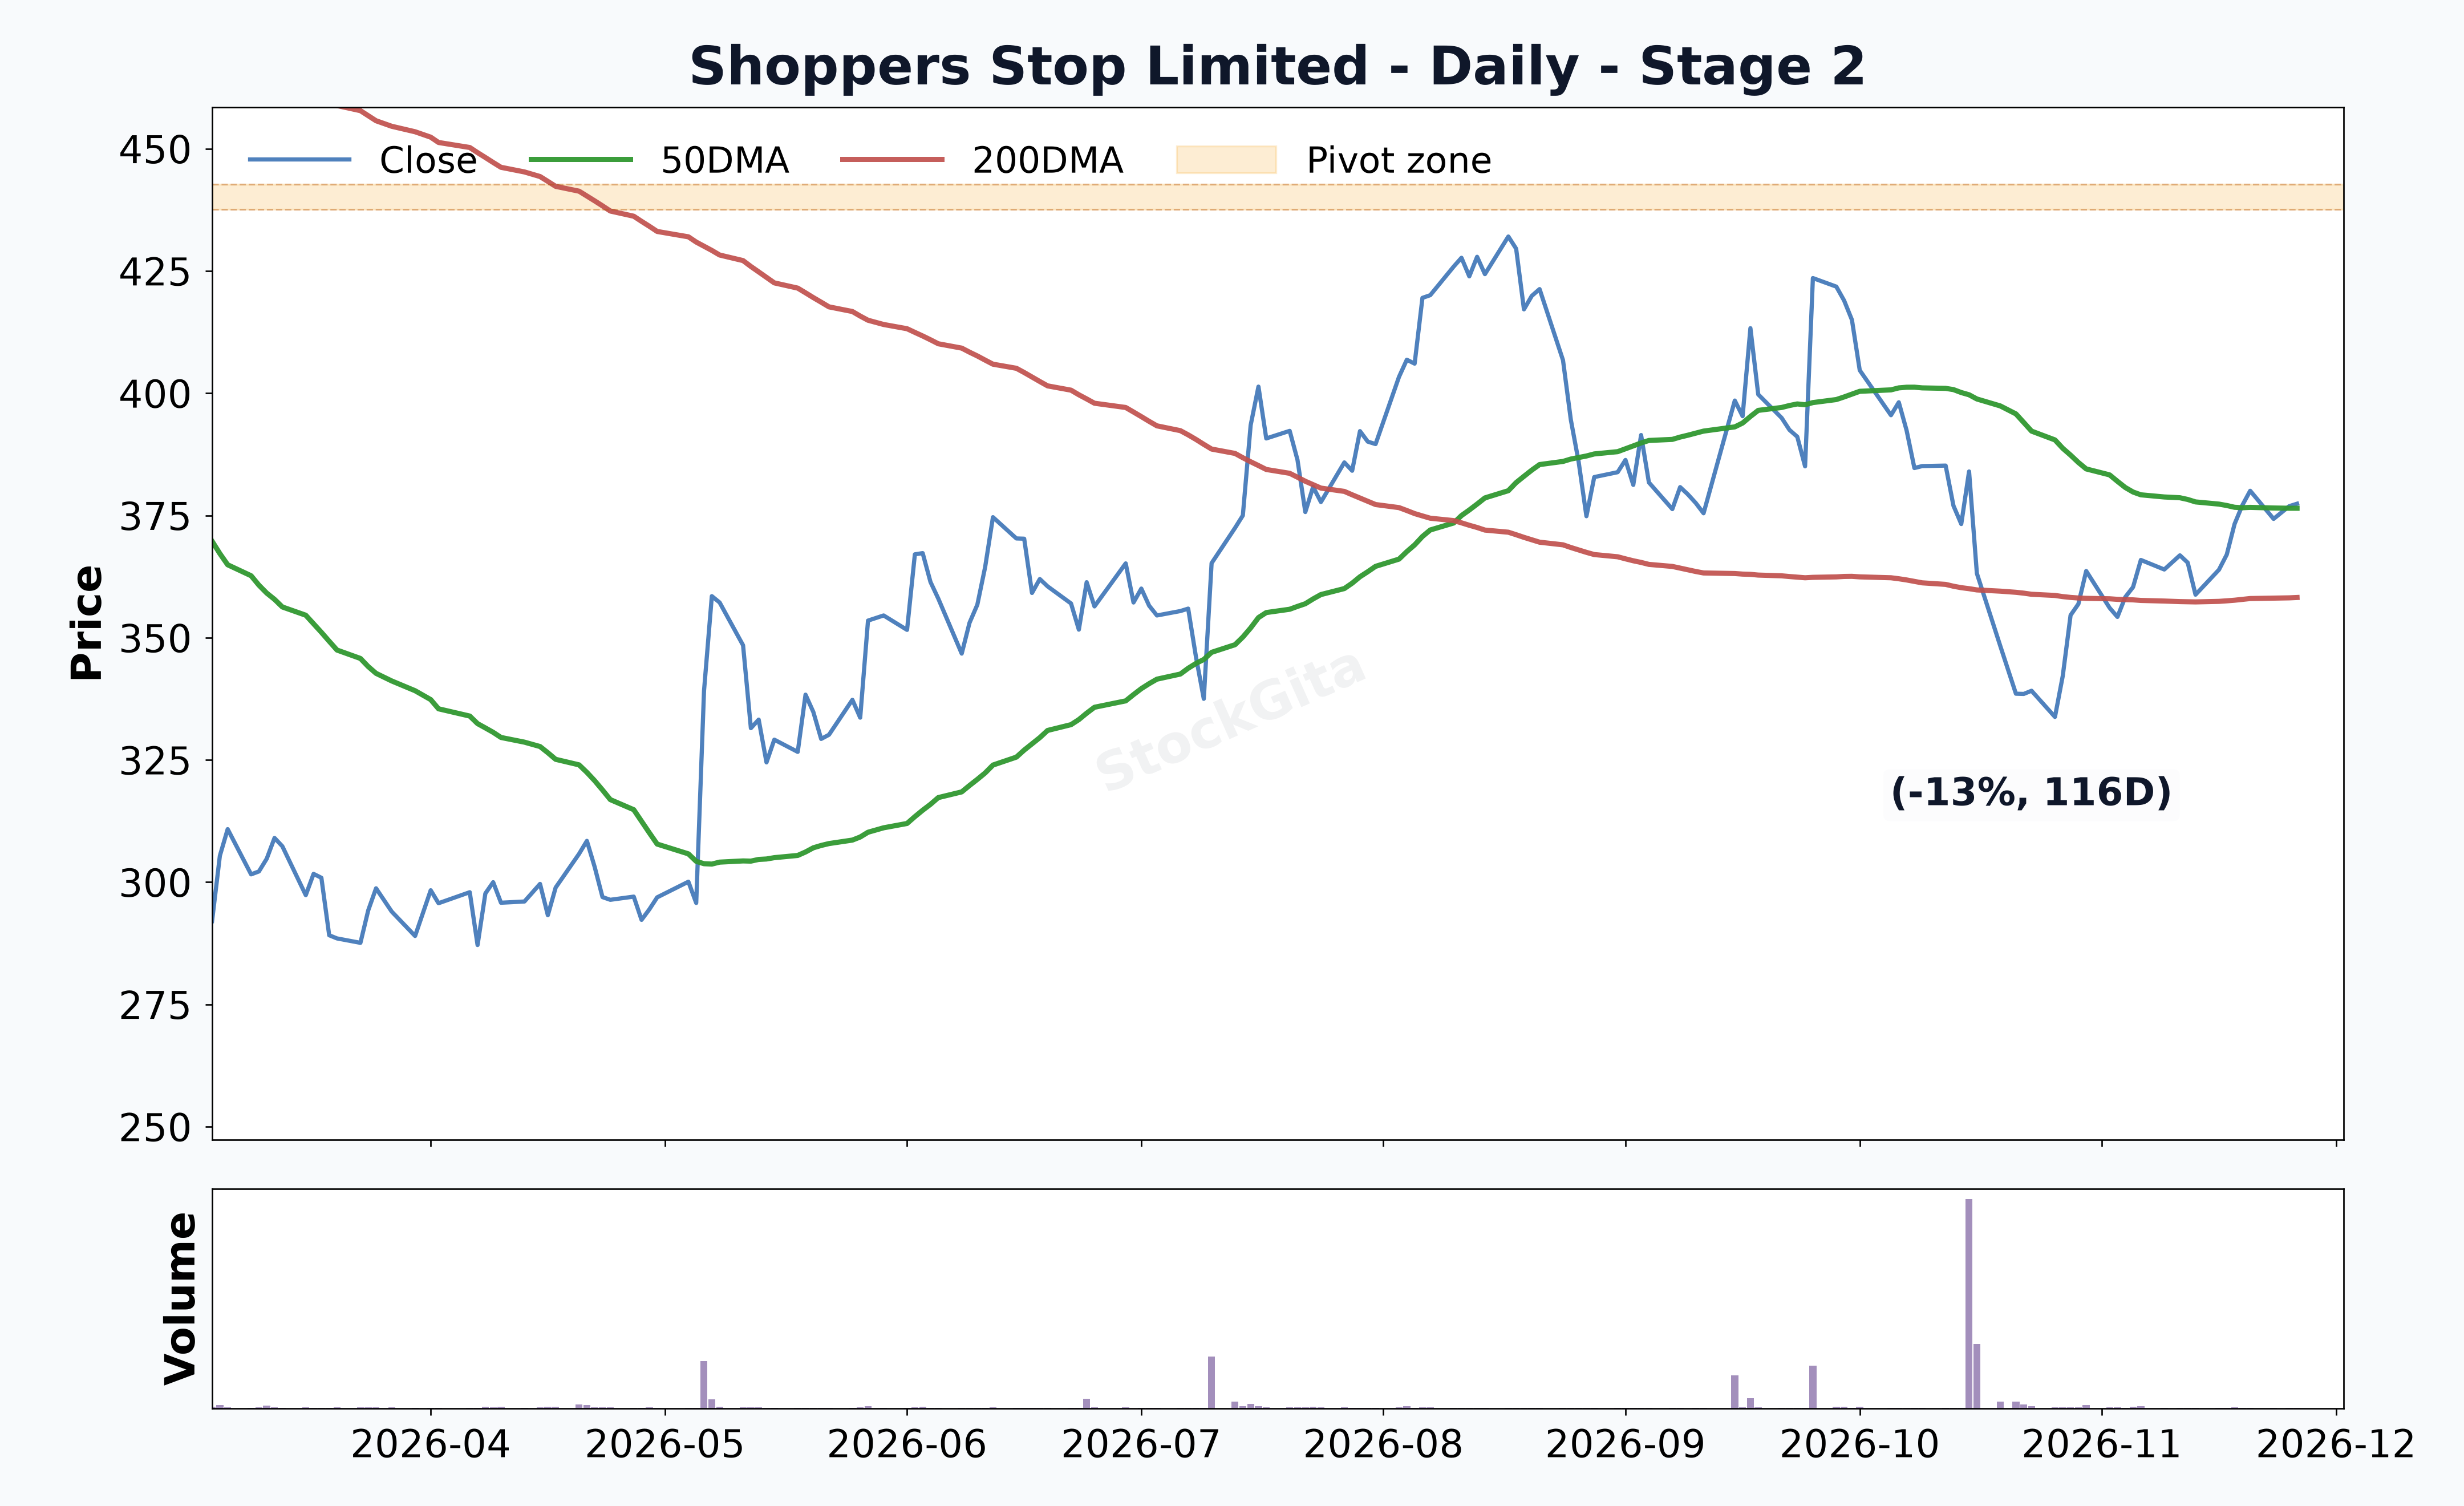 Shoppers Stop Limited - Daily - Stage 2
Close 50DMA 200DMA Pivot zone
450
425
400
375
350
325
300
275
250
Price
StockGita
(-13%, 116D)
Volume
2026-04 2026-05 2026-06 2026-07 2026-08 2026-09 2026-10 2026-11 2026-12